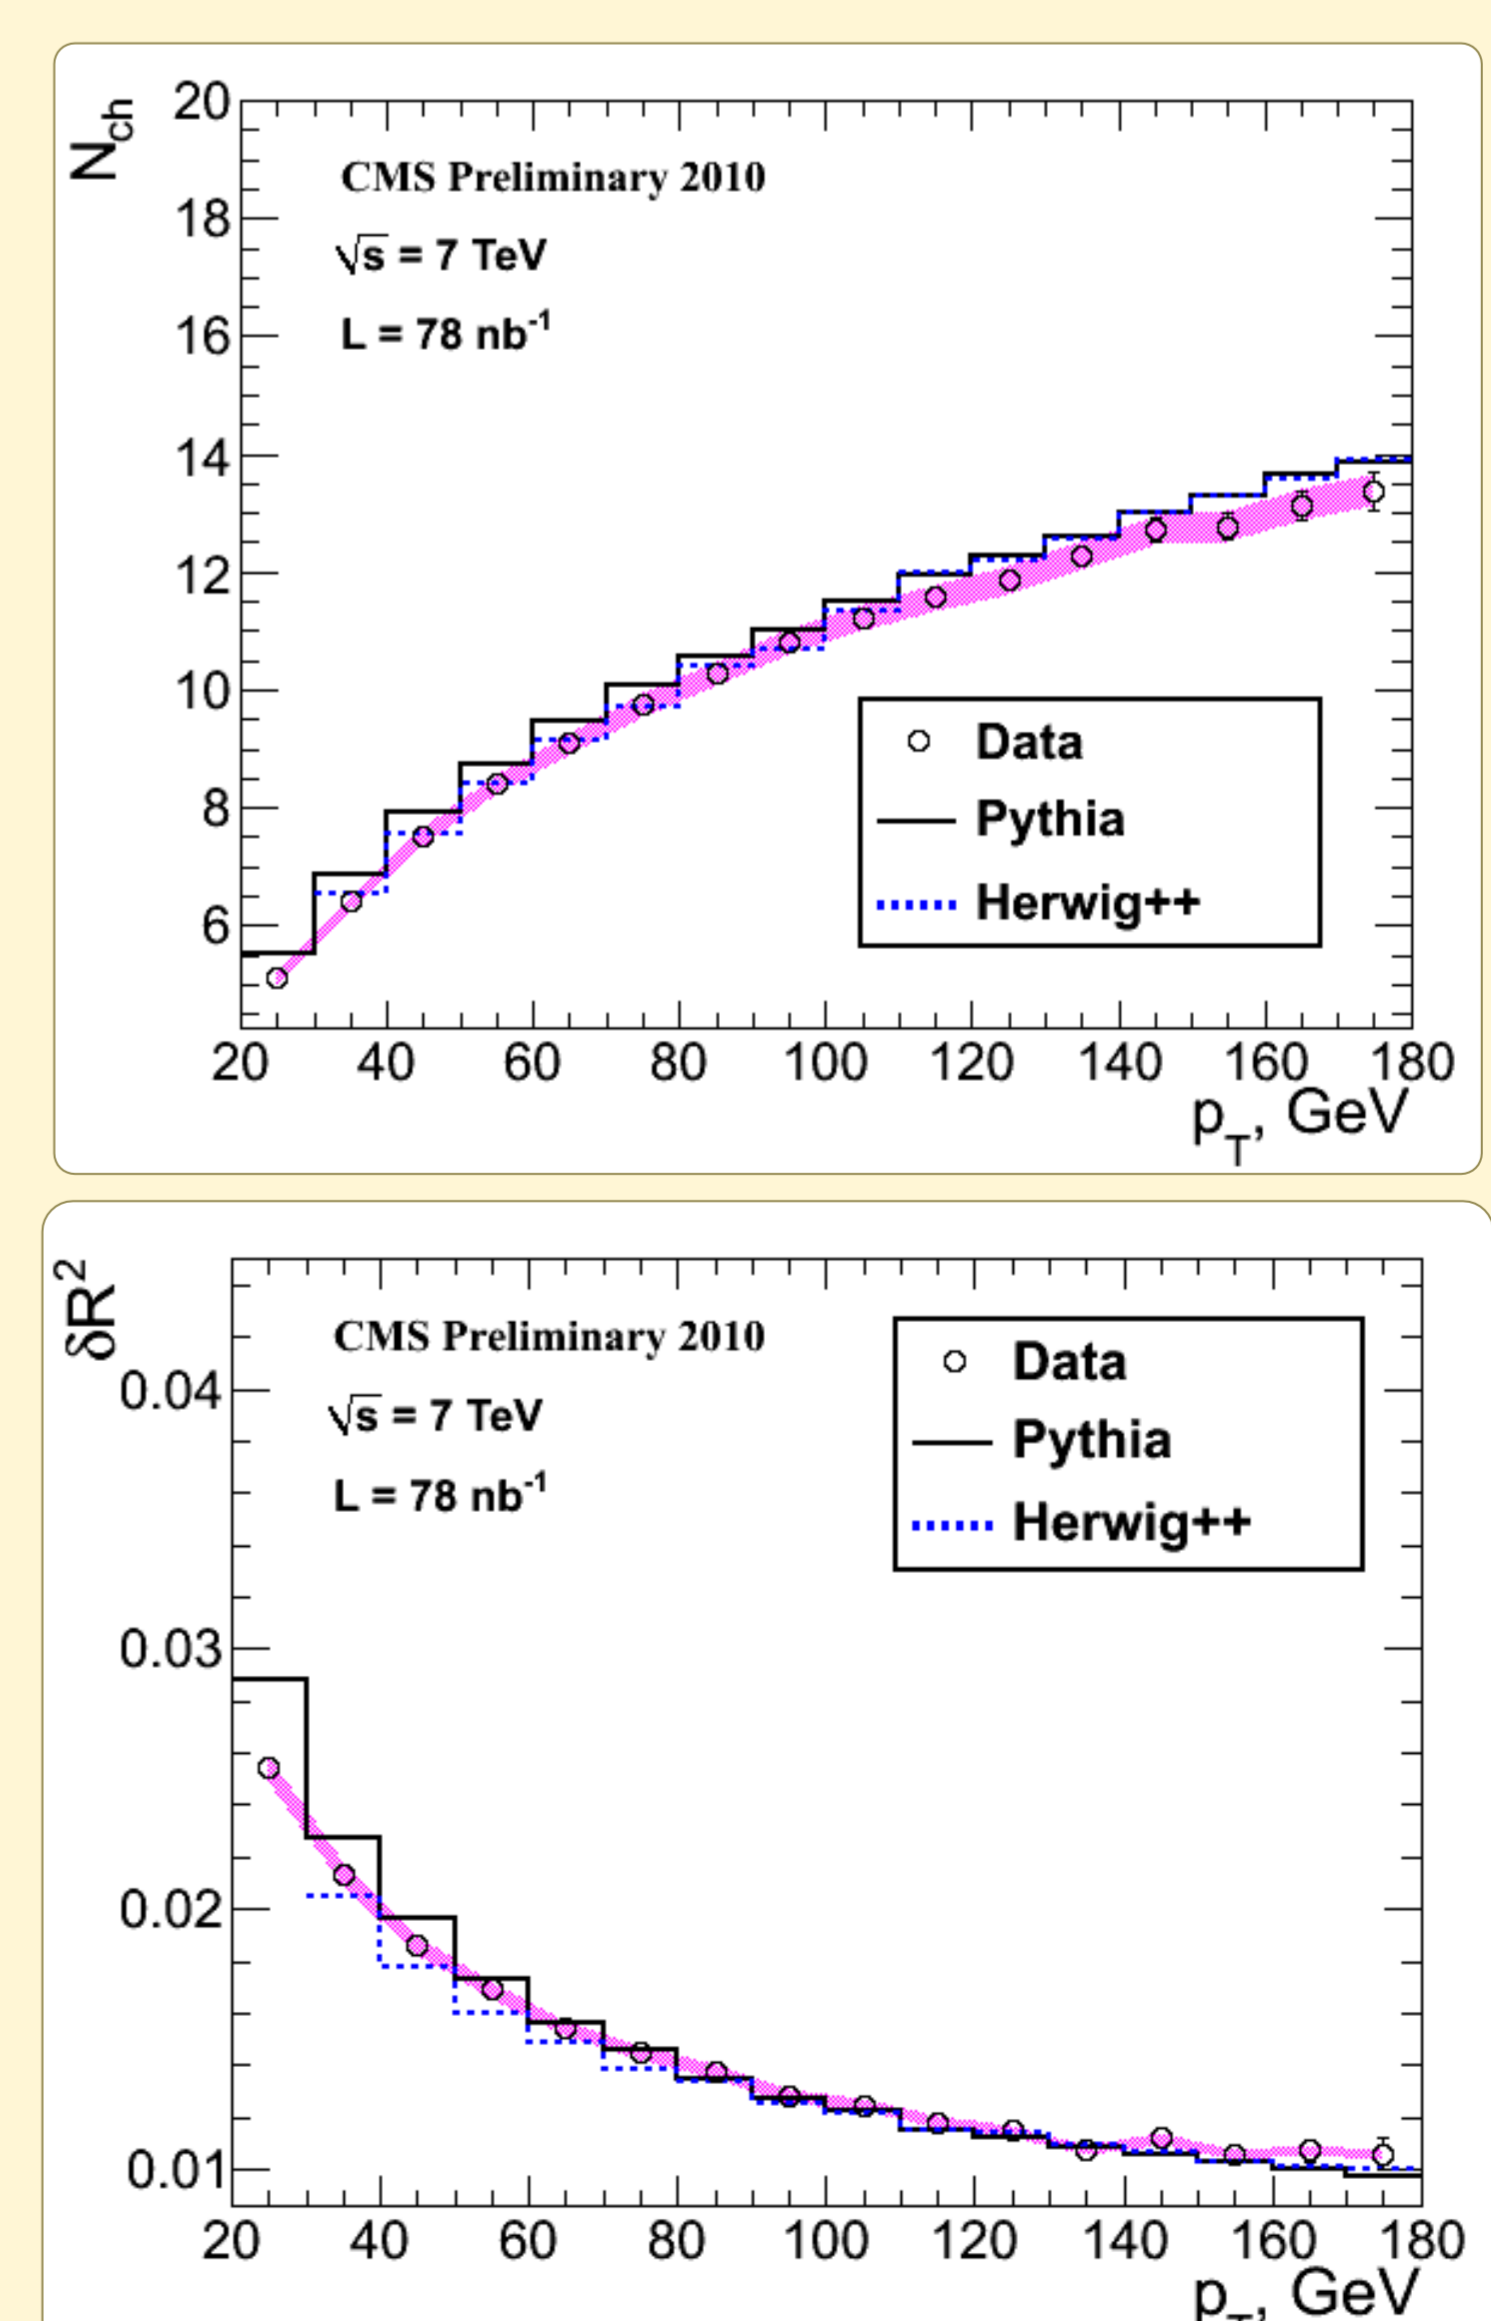 N_ch
20
CMS Preliminary 2010
18
√s = 7 TeV
16
L = 78 nb⁻¹
14
12
10
Data
8
Pythia
6
Herwig++
20 40 60 80 100 120 140 160 180
p_T, GeV
δR²
CMS Preliminary 2010
Data
0.04
√s = 7 TeV
Pythia
L = 78 nb⁻¹
Herwig++
0.03
0.02
0.01
20 40 60 80 100 120 140 160 180
p_T, GeV